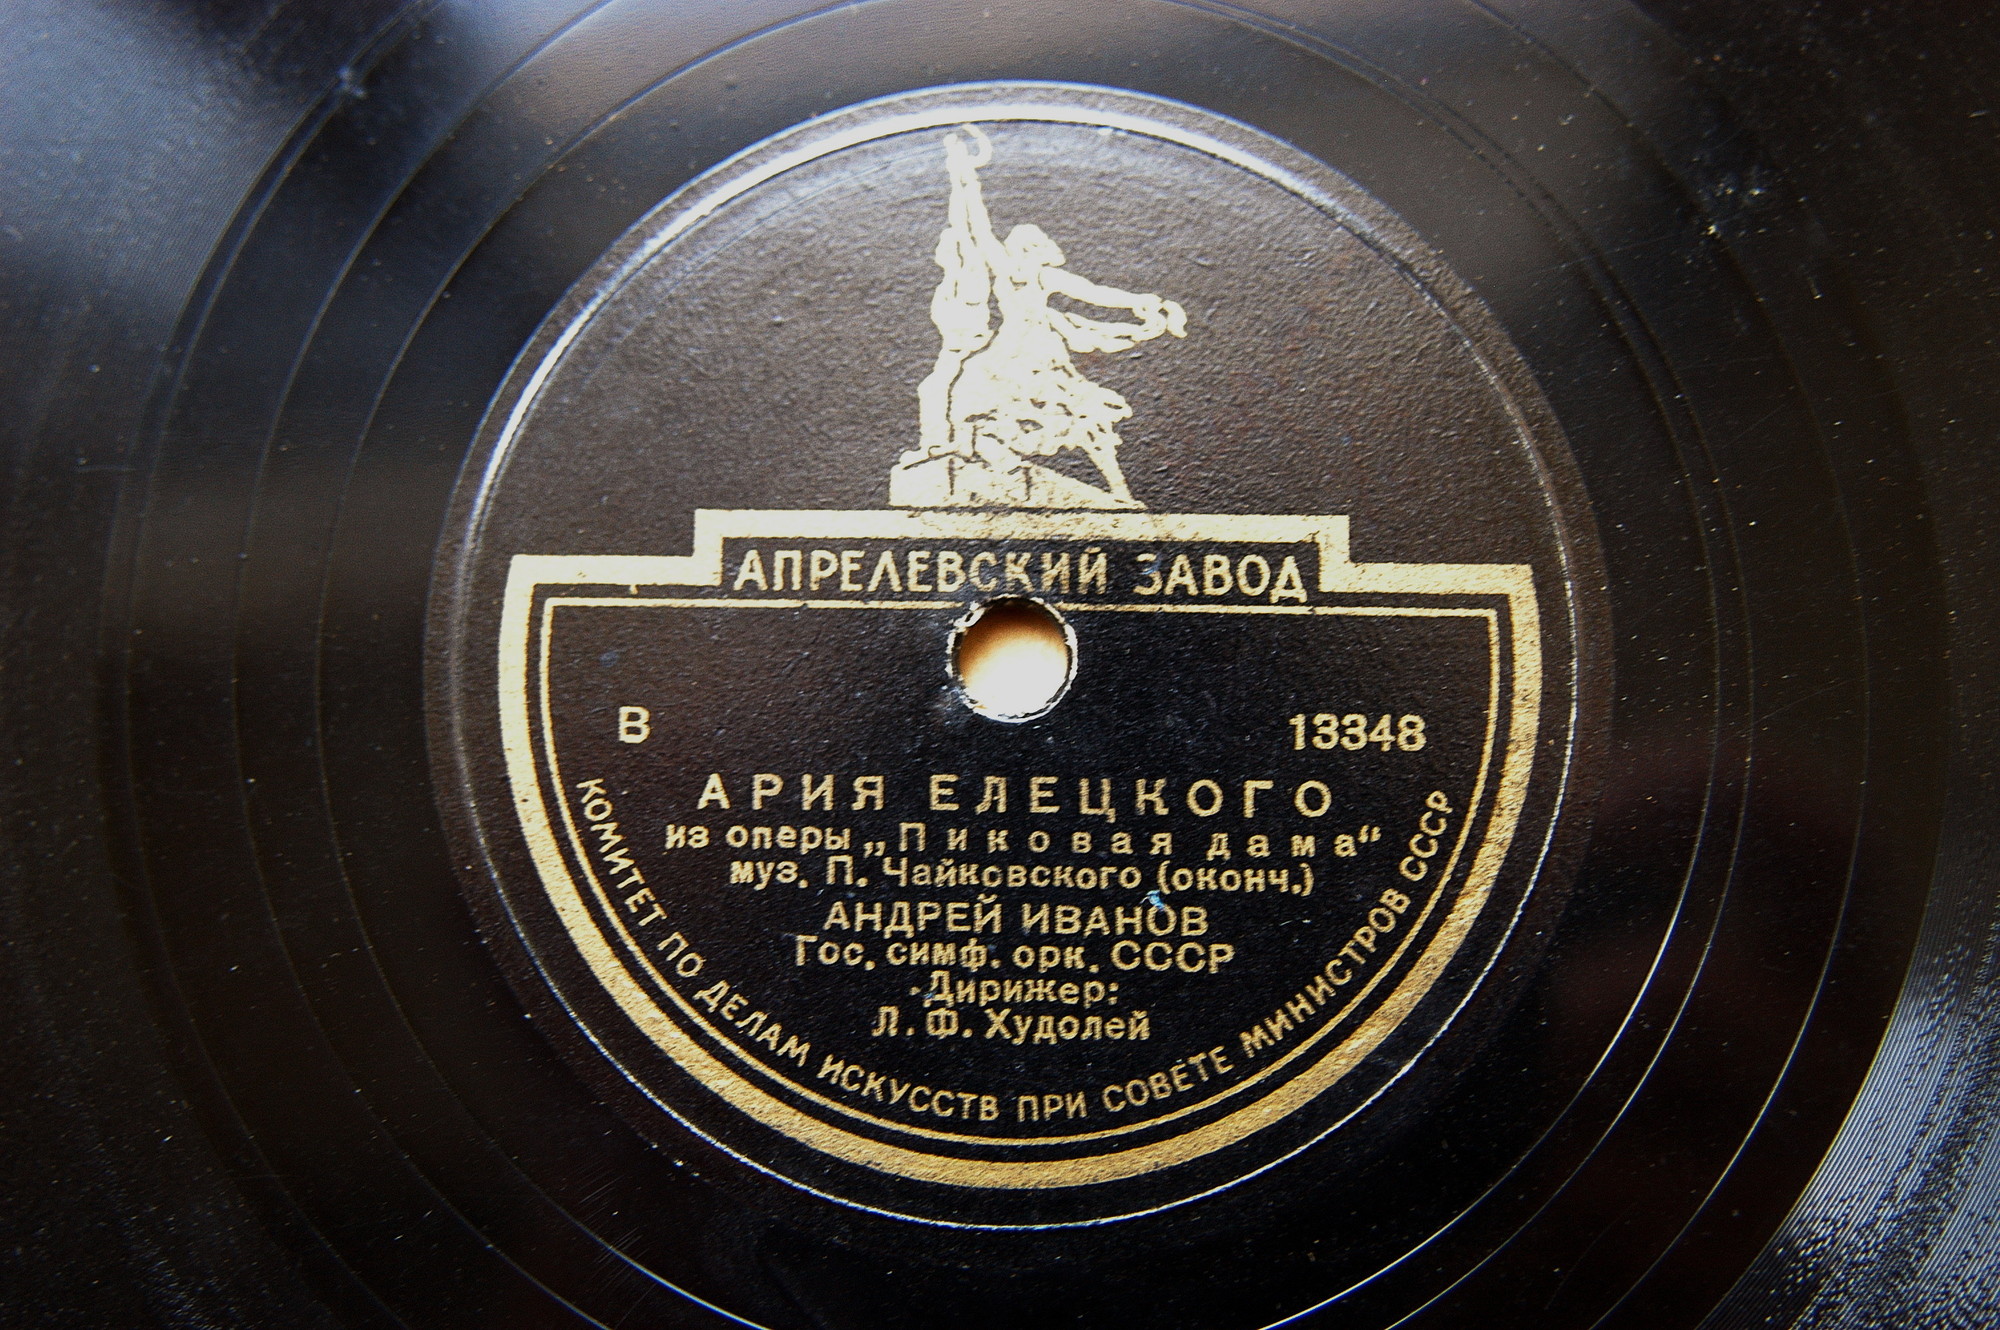 АПРЕЛЕВСКИЙ ЗАВОД
В 13348
АРИЯ ЕЛЕЦКОГО
из оперы „Пиковая дама“
муз. П. Чайковского (оконч.)
АНДРЕЙ ИВАНОВ
Гос. симф. орк. СССР
Дирижер:
Л. Ф. Худолей
КОМИТЕТ ПО ДЕЛАМ ИСКУССТВ ПРИ СОВЕТЕ МИНИСТРОВ СССР